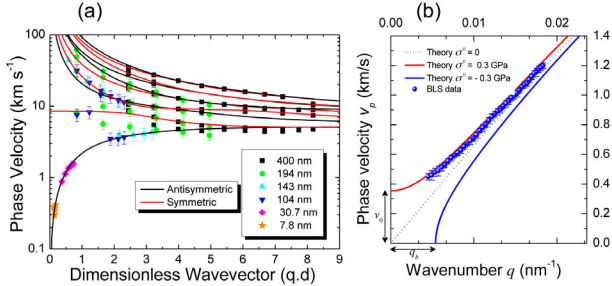 (a)
Phase Velocity (km s⁻¹)
100
10
1
0.1
Antisymmetric
Symmetric
400 nm
194 nm
143 nm
104 nm
30.7 nm
7.8 nm
0 1 2 3 4 5 6 7 8 9
Dimensionless Wavevector (q.d)
(b)
0.00 0.01 0.02
Theory σ⁰ = 0
Theory σ⁰ = 0.3 GPa
Theory σ⁰ = - 0.3 GPa
BLS data
1.4
1.2
1.0
0.8
0.6
0.4
0.2
0.0
Phase velocity vₚ (km/s)
v₀
q_b
Wavenumber q (nm⁻¹)